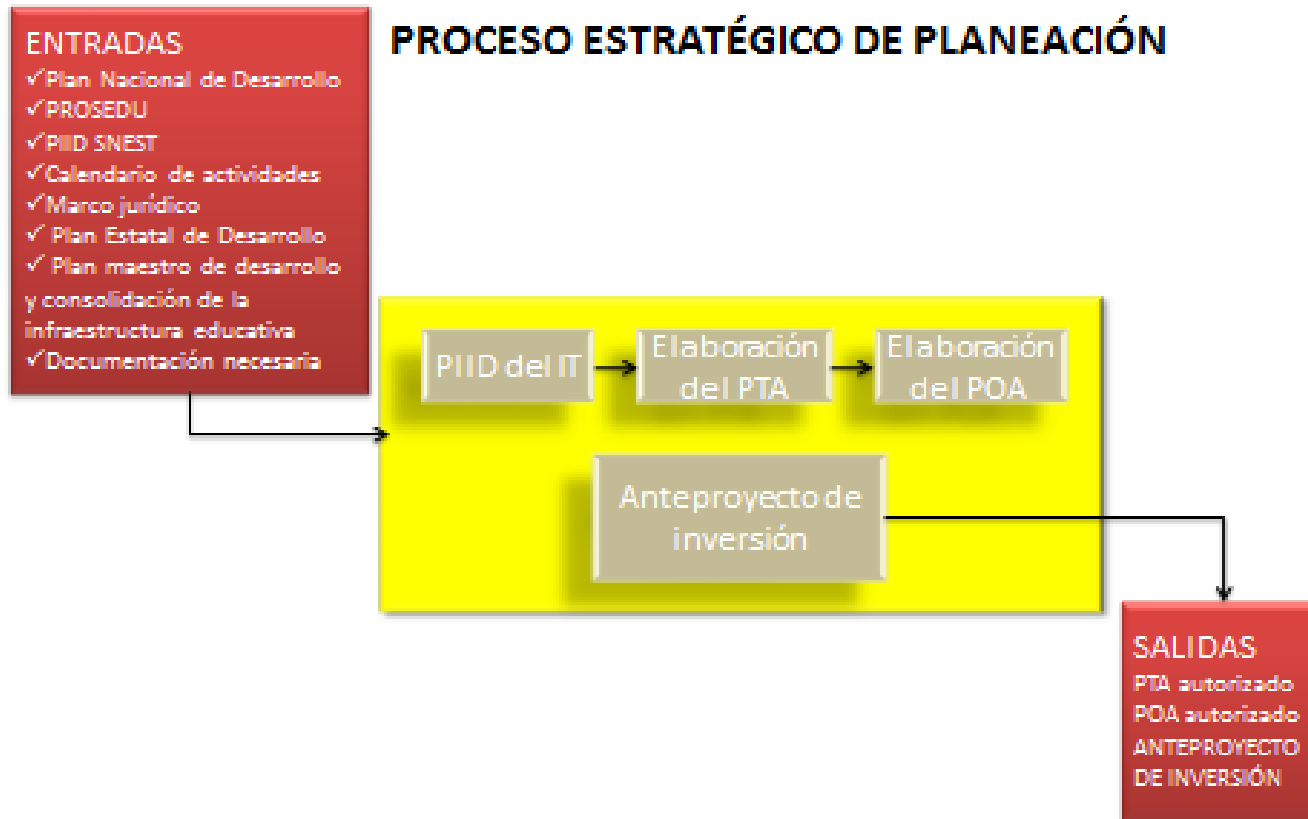 PROCESO ESTRATÉGICO DE PLANEACIÓN
ENTRADAS
✓Plan Nacional de Desarrollo
✓PROSEDU
✓PIID SNEST
✓Calendario de actividades
✓Marco jurídico
✓ Plan Estatal de Desarrollo
✓ Plan maestro de desarrollo
y consolidación de la
infraestructura educativa
✓Documentación necesaria
PIID del IT
Elaboración
del PTA
Elaboración
del POA
Anteproyecto de
inversión
SALIDAS
PTA autorizado
POA autorizado
ANTEPROYECTO
DE INVERSIÓN